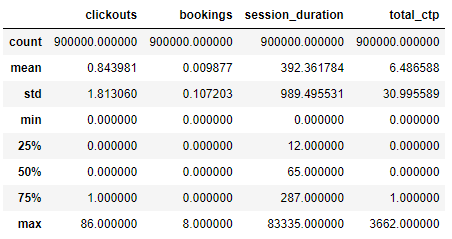 clickouts bookings session_duration total_ctp
count 900000.000000 900000.000000 900000.000000 900000.000000
mean 0.843981 0.009877 392.361784 6.486588
std 1.813060 0.107203 989.495531 30.995589
min 0.000000 0.000000 0.000000 0.000000
25% 0.000000 0.000000 12.000000 0.000000
50% 0.000000 0.000000 65.000000 0.000000
75% 1.000000 0.000000 287.000000 1.000000
max 86.000000 8.000000 83335.000000 3662.000000